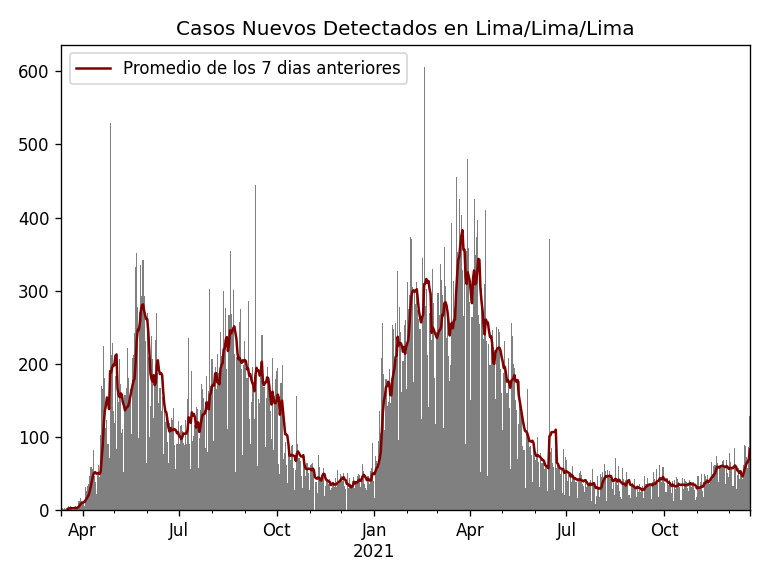 Casos Nuevos Detectados en Lima/Lima/Lima
Promedio de los 7 dias anteriores
600
500
400
300
200
100
0
Apr Jul Oct Jan Apr Jul Oct
2021